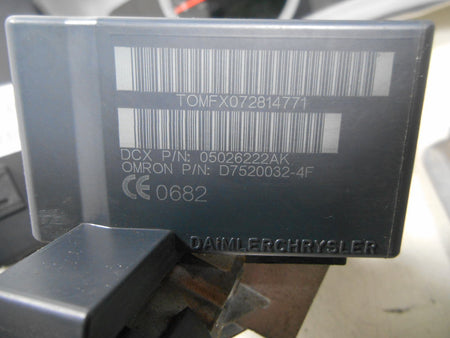 TOMFX072814771
DCX P/N: 05026222AK
OMRON P/N: D7520032-4F
CE 0682
DAIMLERCHRYSLER